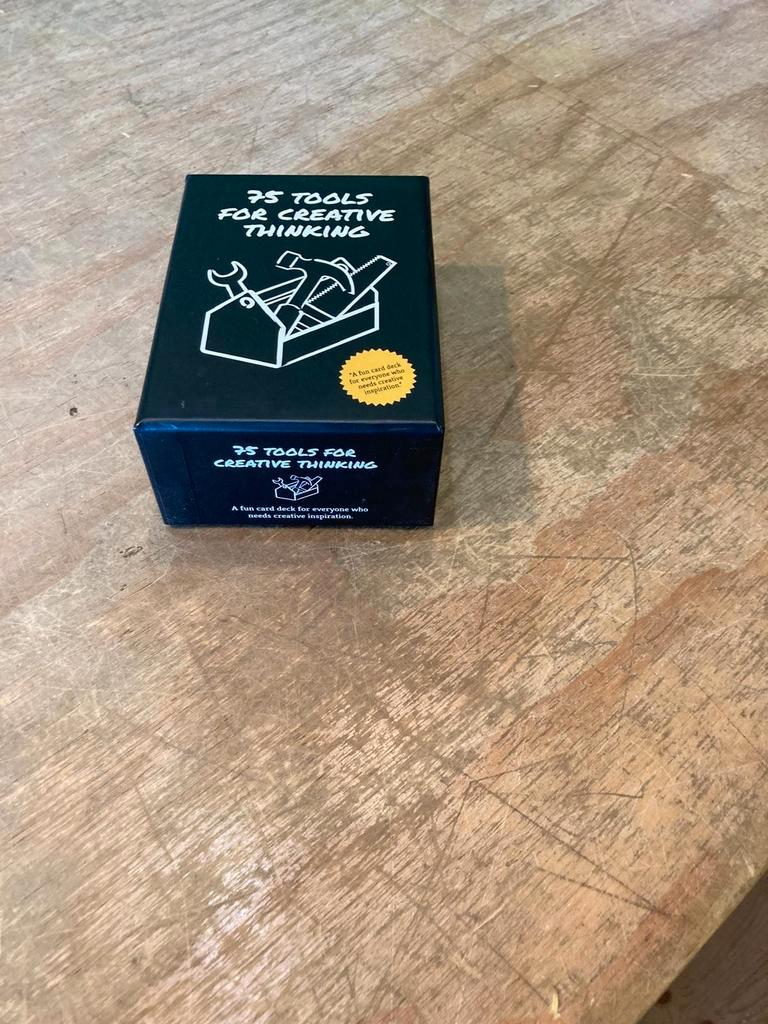 75 TOOLS
FOR CREATIVE
THINKING
"A fun card deck
for everyone who
needs creative
inspiration."
75 TOOLS FOR
CREATIVE THINKING
A fun card deck for everyone who
needs creative inspiration.